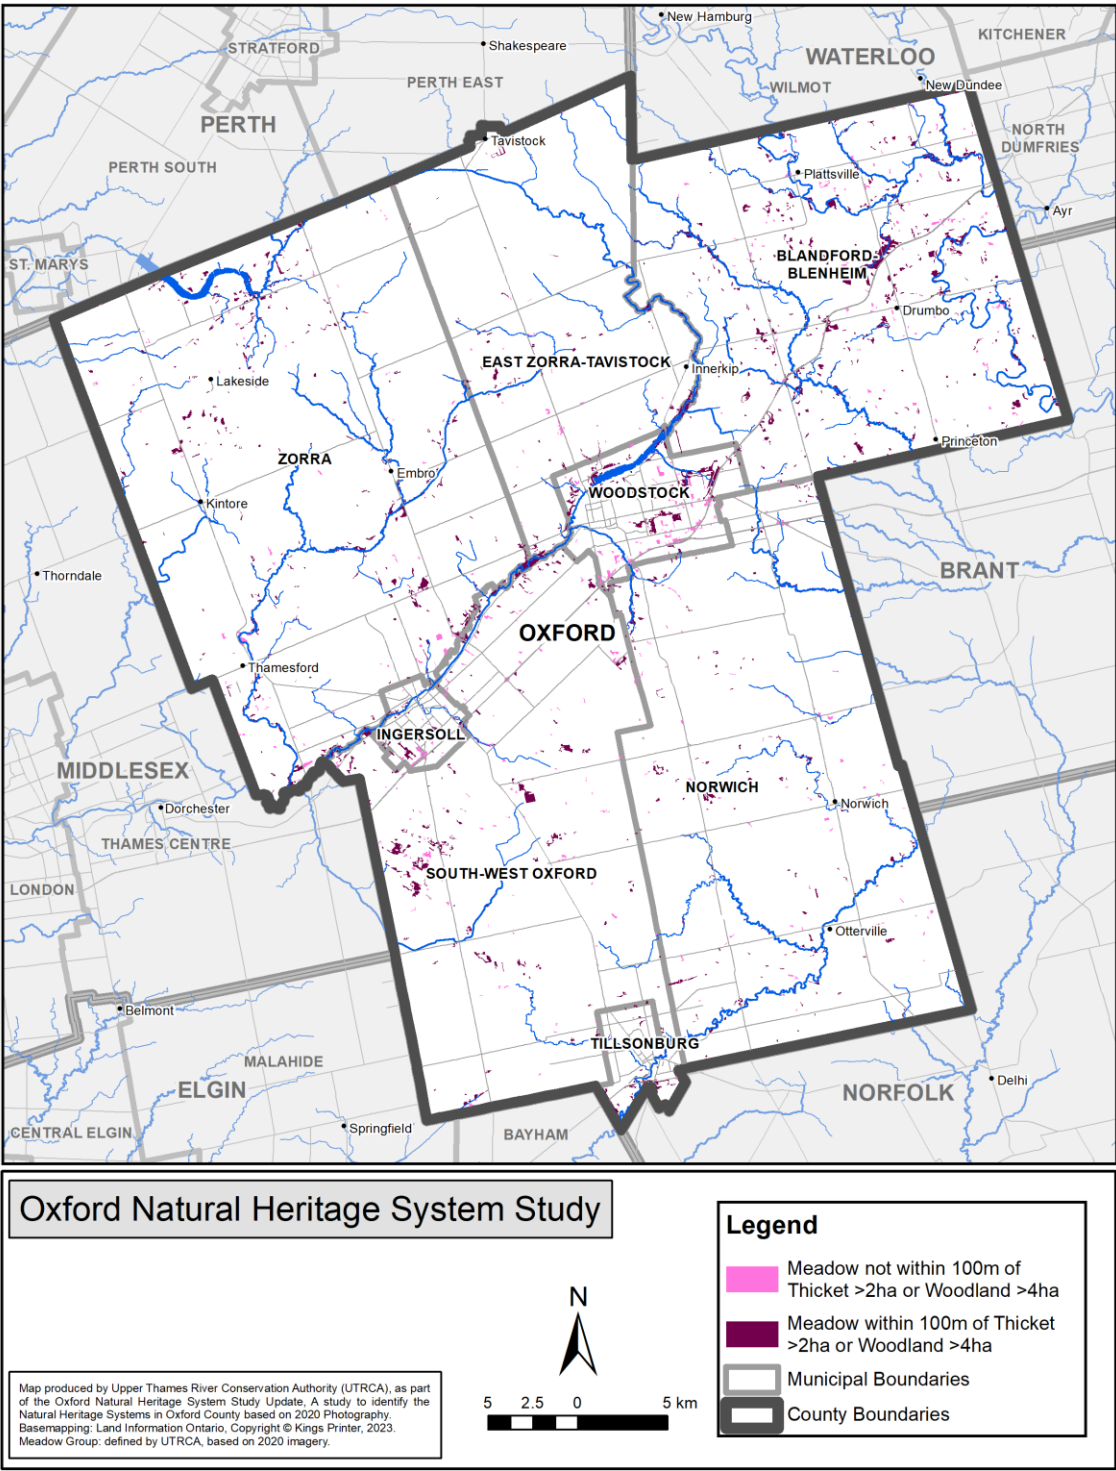 New Hamburg
KITCHENER
STRATFORD
Shakespeare
WATERLOO
PERTH EAST
WILMOT
New Dundee
PERTH
NORTH
DUMFRIES
Tavistock
PERTH SOUTH
Plattsville
Ayr
ST. MARYS
BLANDFORD-
BLENHEIM
Drumbo
EAST ZORRA-TAVISTOCK
Innerkip
Lakeside
Princeton
ZORRA
Embro
WOODSTOCK
Kintore
Thorndale
BRANT
OXFORD
Thamesford
INGERSOLL
MIDDLESEX
NORWICH
Norwich
Dorchester
THAMES CENTRE
SOUTH-WEST OXFORD
LONDON
Otterville
Belmont
TILLSONBURG
MALAHIDE
ELGIN
NORFOLK
Delhi
CENTRAL ELGIN
Springfield
BAYHAM
Oxford Natural Heritage System Study
Legend
Meadow not within 100m of
Thicket >2ha or Woodland >4ha
Meadow within 100m of Thicket
>2ha or Woodland >4ha
Municipal Boundaries
County Boundaries
N
5 2.5 0 5 km
Map produced by Upper Thames River Conservation Authority (UTRCA), as part
of the Oxford Natural Heritage System Study Update, A study to identify the
Natural Heritage Systems in Oxford County based on 2020 Photography.
Basemapping: Land Information Ontario, Copyright © Kings Printer, 2023.
Meadow Group: defined by UTRCA, based on 2020 imagery.